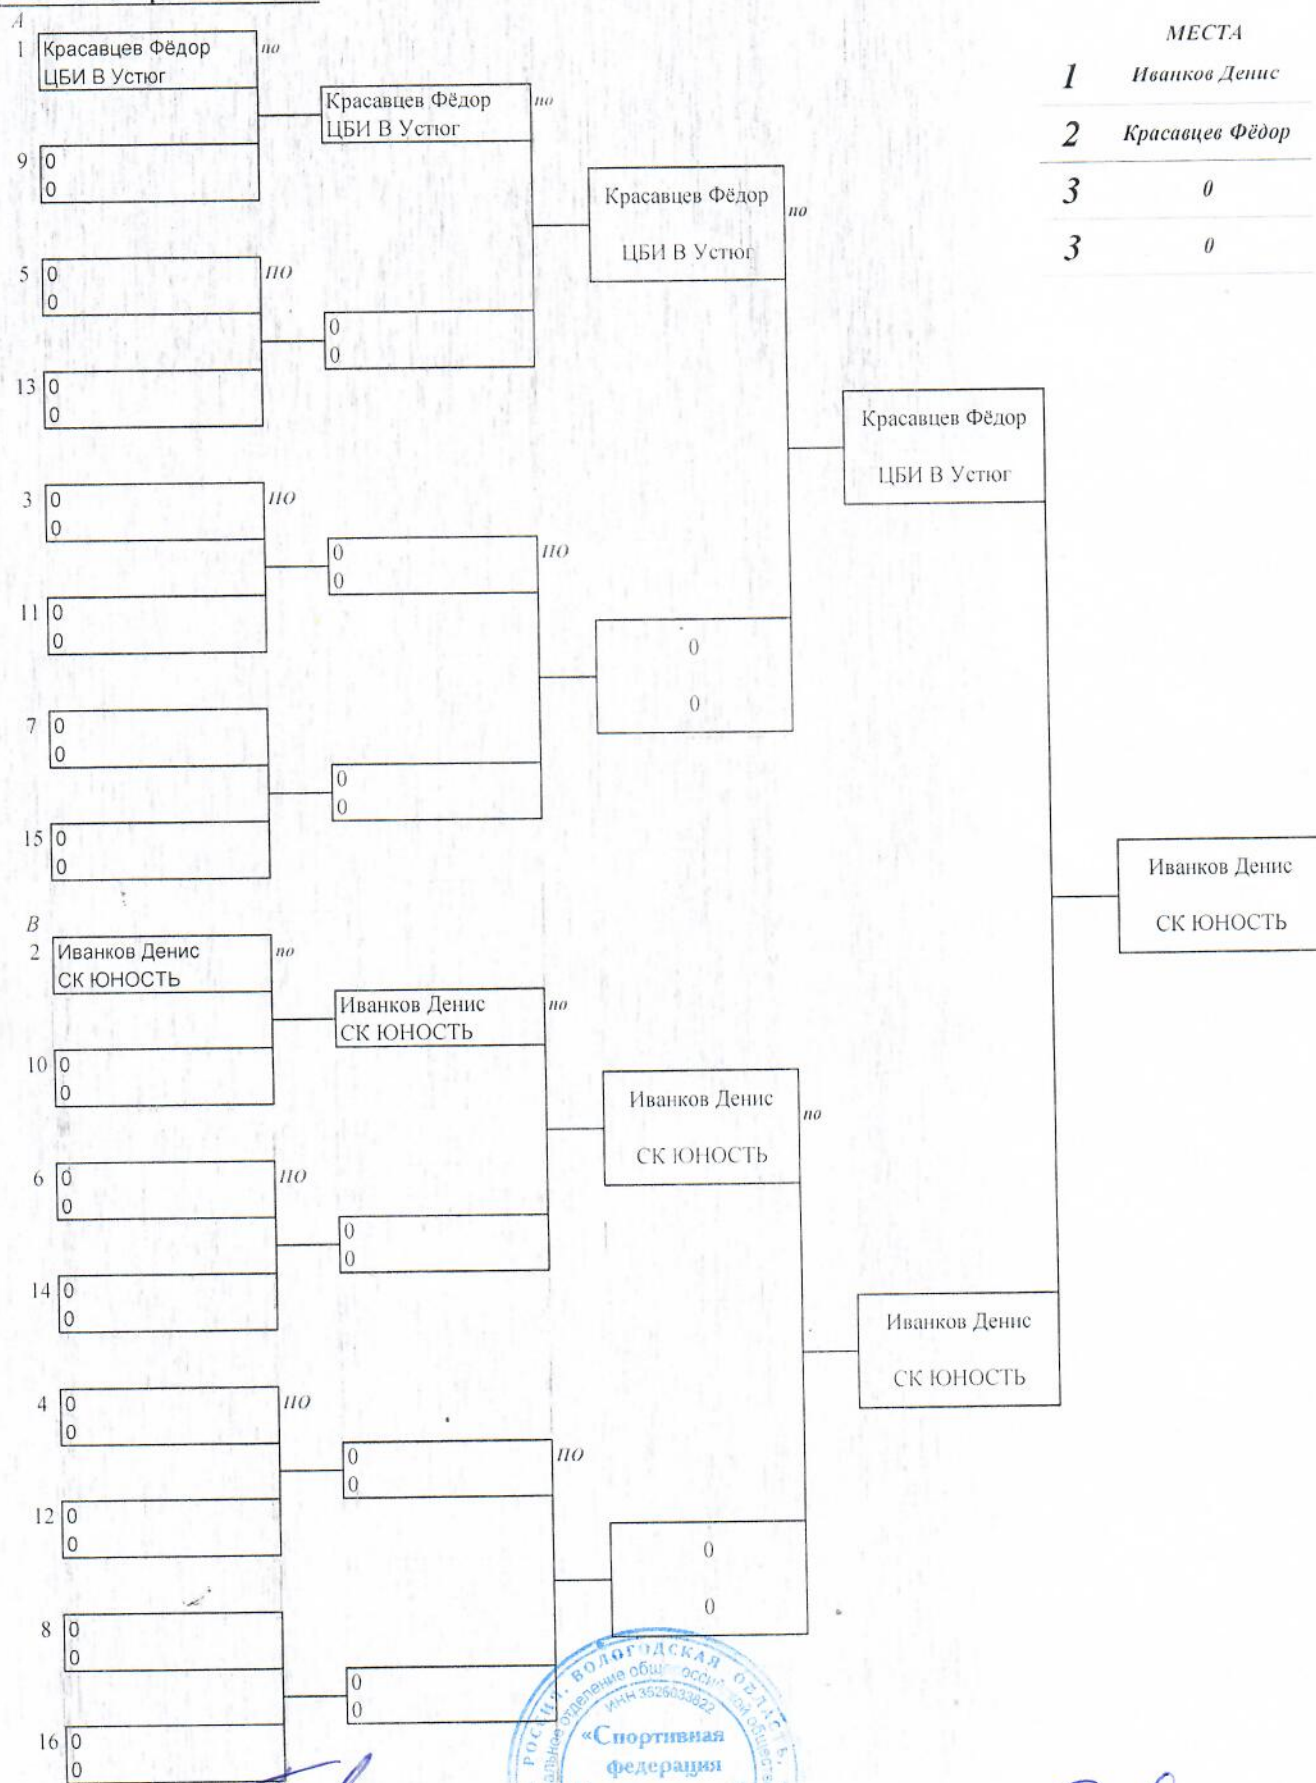 А
МЕСТА
1 Иванков Денис
2 Красавцев Фёдор
3 0
3 0
1 Красавцев Фёдор по
ЦБИ В Устюг
Красавцев Фёдор по
ЦБИ В Устюг
9 0
0
Красавцев Фёдор по
ЦБИ В Устюг
5 0 ПО
0
0
0
13 0
0
Красавцев Фёдор
ЦБИ В Устюг
3 0 ПО
0
0 ПО
0
11 0
0
0
0
7 0
0
0
0
15 0
0
Иванков Денис
СК ЮНОСТЬ
В
2 Иванков Денис по
СК ЮНОСТЬ
Иванков Денис по
СК ЮНОСТЬ
10 0
0
Иванков Денис по
СК ЮНОСТЬ
6 0 ПО
0
0
0
14 0
0
Иванков Денис
СК ЮНОСТЬ
4 0 ПО
0
0 ПО
0
12 0
0
0
0
8 0
0
0
0
16 0
0
РОССИЯ, ВОЛОГОДСКАЯ ОБЛАСТЬ,
отделение
ИНН 3525033622
«Спортивная
федерация